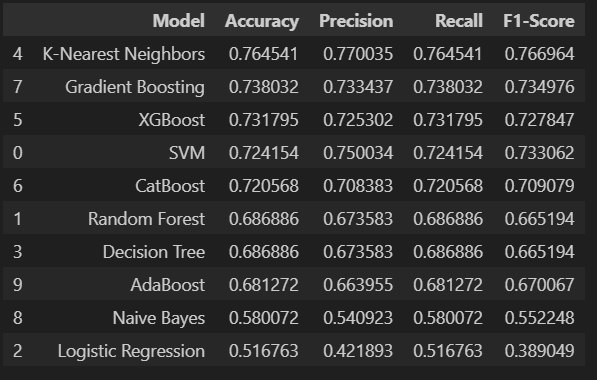 Model Accuracy Precision Recall F1-Score
4 K-Nearest Neighbors 0.764541 0.770035 0.764541 0.766964
7 Gradient Boosting 0.738032 0.733437 0.738032 0.734976
5 XGBoost 0.731795 0.725302 0.731795 0.727847
0 SVM 0.724154 0.750034 0.724154 0.733062
6 CatBoost 0.720568 0.708383 0.720568 0.709079
1 Random Forest 0.686886 0.673583 0.686886 0.665194
3 Decision Tree 0.686886 0.673583 0.686886 0.665194
9 AdaBoost 0.681272 0.663955 0.681272 0.670067
8 Naive Bayes 0.580072 0.540923 0.580072 0.552248
2 Logistic Regression 0.516763 0.421893 0.516763 0.389049